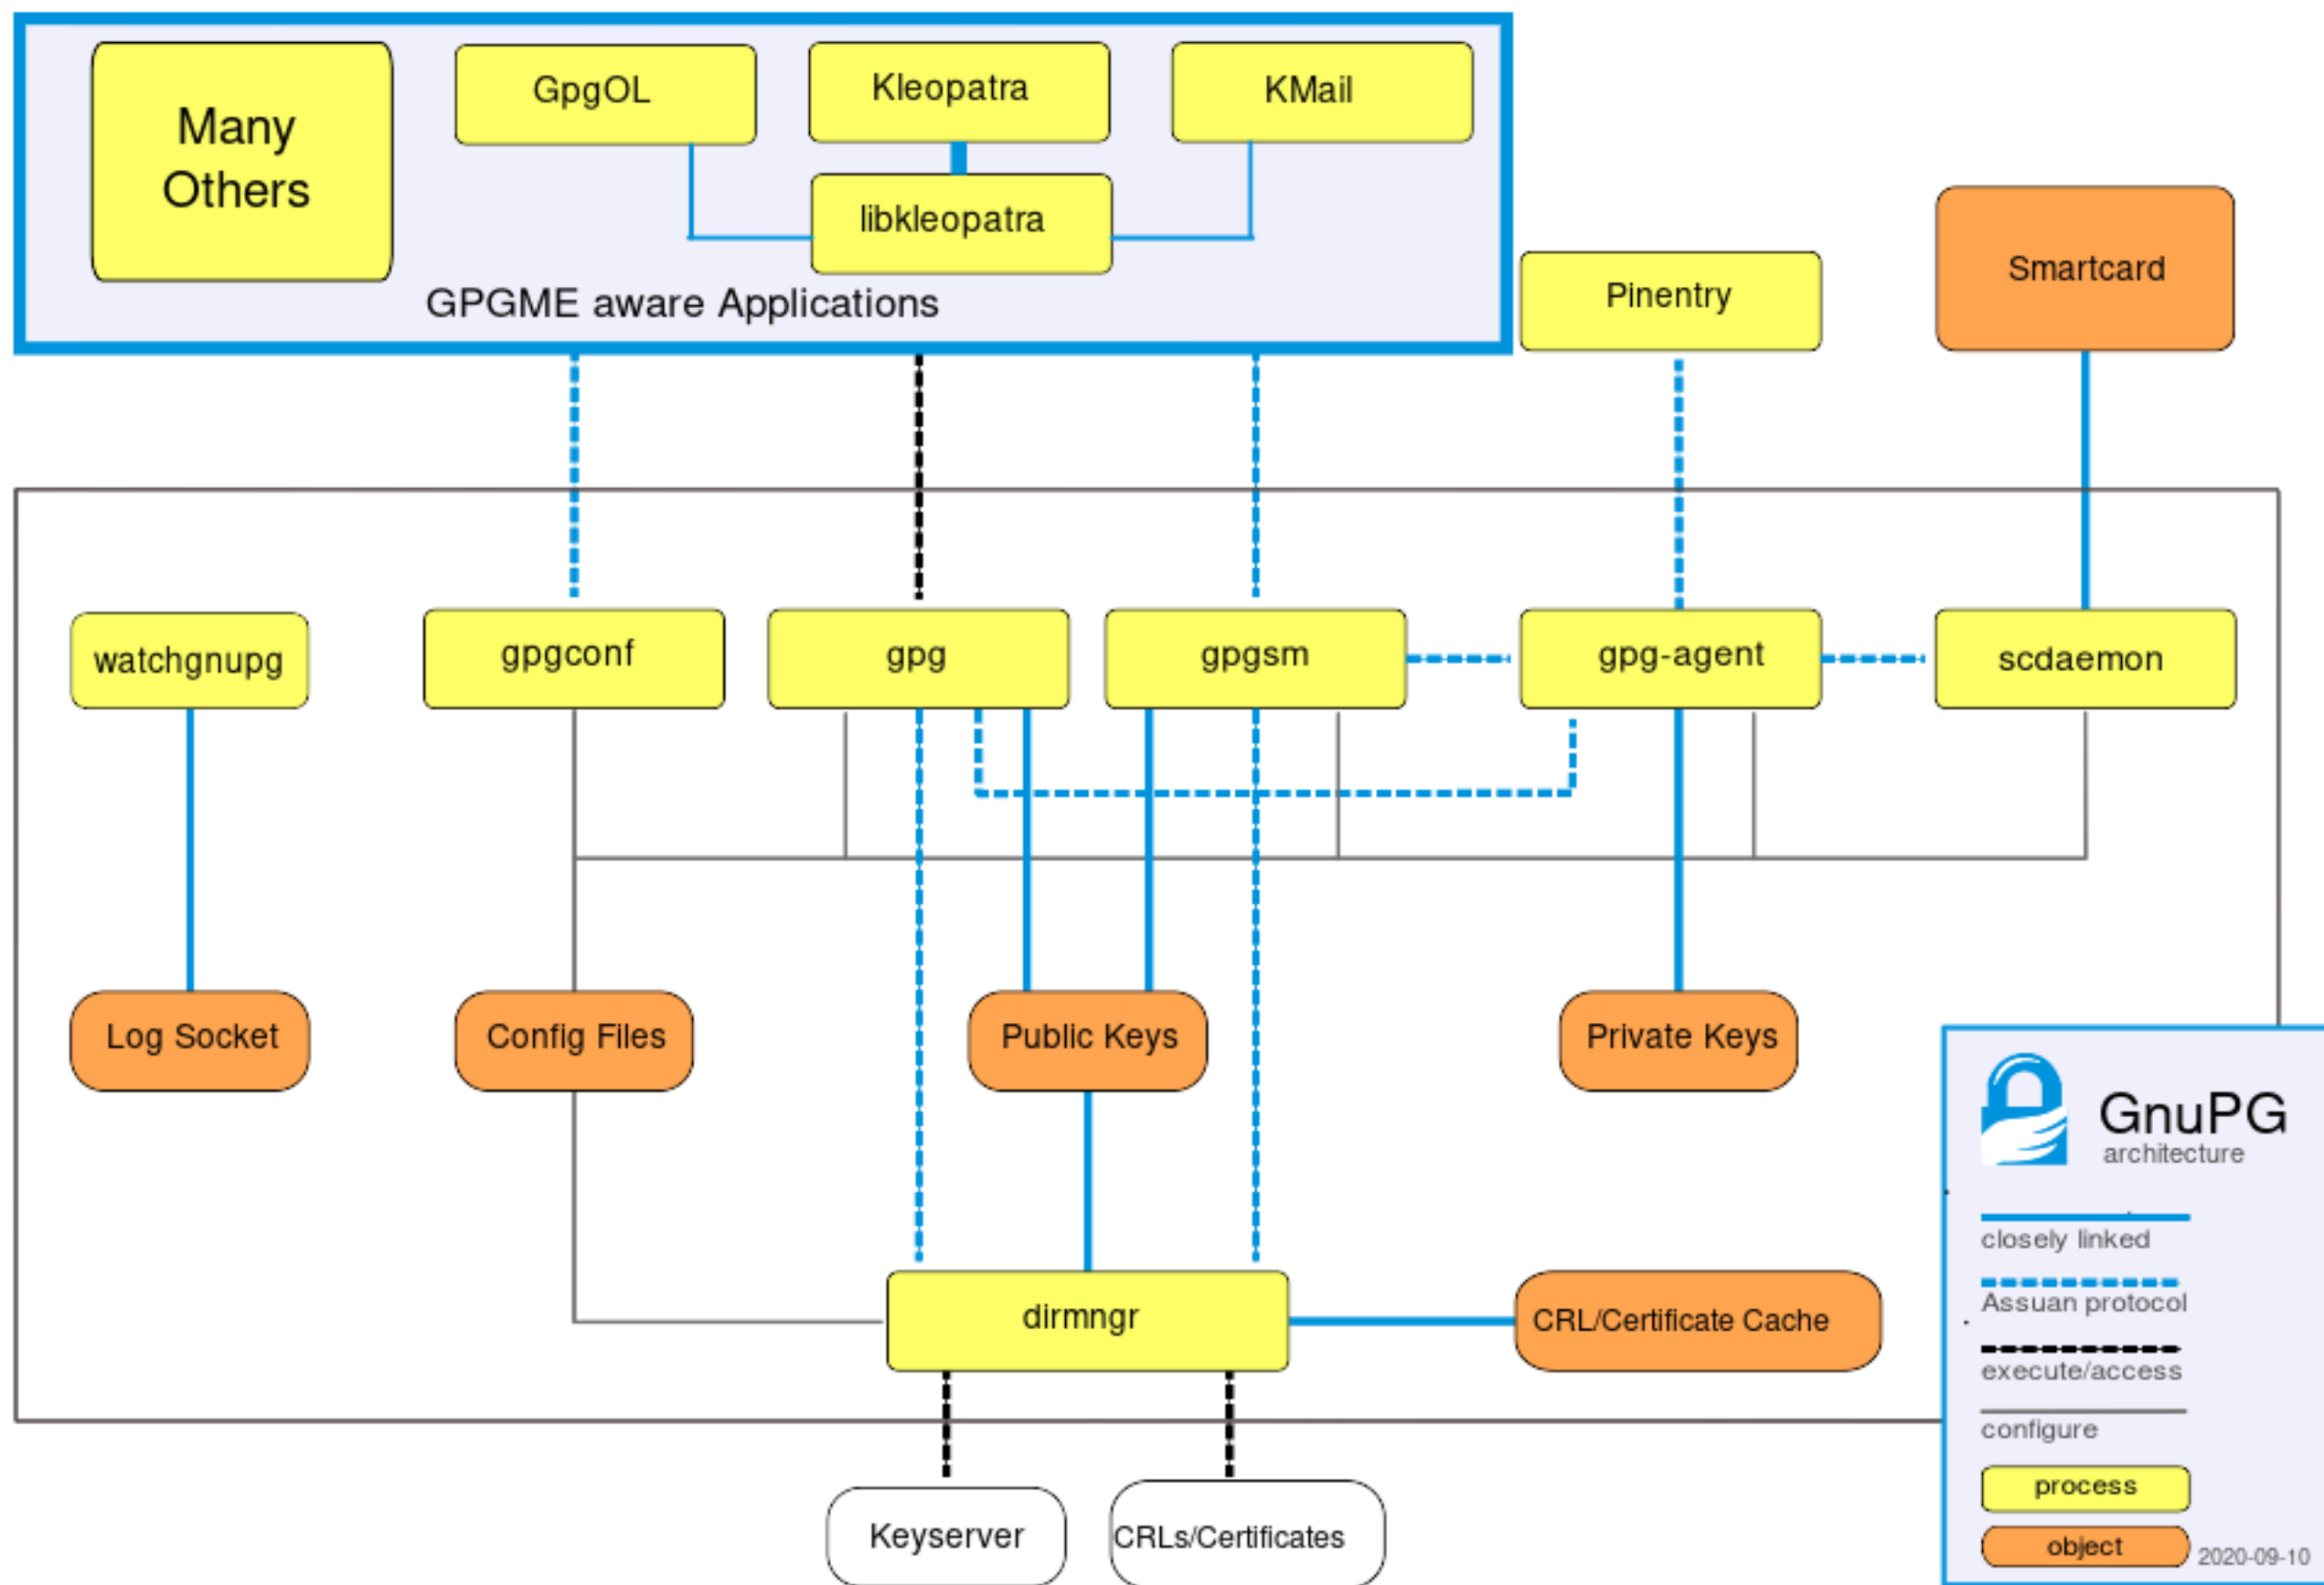 Many
Others
GpgOL
Kleopatra
KMail
libkleopatra
GPGME aware Applications
Pinentry
Smartcard
watchgnupg
gpgconf
gpg
gpgsm
gpg-agent
scdaemon
Log Socket
Config Files
Public Keys
Private Keys
dirmngr
CRL/Certificate Cache
Keyserver
CRLs/Certificates
GnuPG
architecture
closely linked
Assuan protocol
execute/access
configure
process
object
2020-09-10